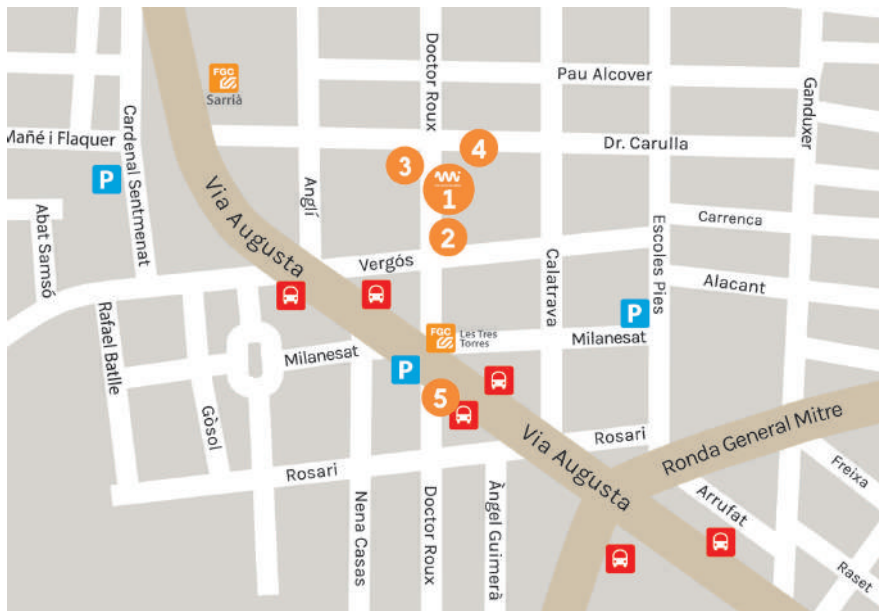 Doctor Roux
FGC
Sarrià
Pau Alcover
Ganduxer
Cardenal Sentmenat
Mañé i Flaquer
Dr. Carulla
4
3
P
1
Via Augusta
Anglí
Abat Samsó
Escoles Pies
Carrenca
2
Vergós
Calatrava
Alacant
Rafael Batlle
FGC
Les Tres
Torres
P
Milanesat
Milanesat
P
5
Gòsol
Via Augusta
Rosari
Ronda General Mitre
Rosari
Nena Casas
Doctor Roux
Àngel Guimerà
Arrufat
Freixa
Raset